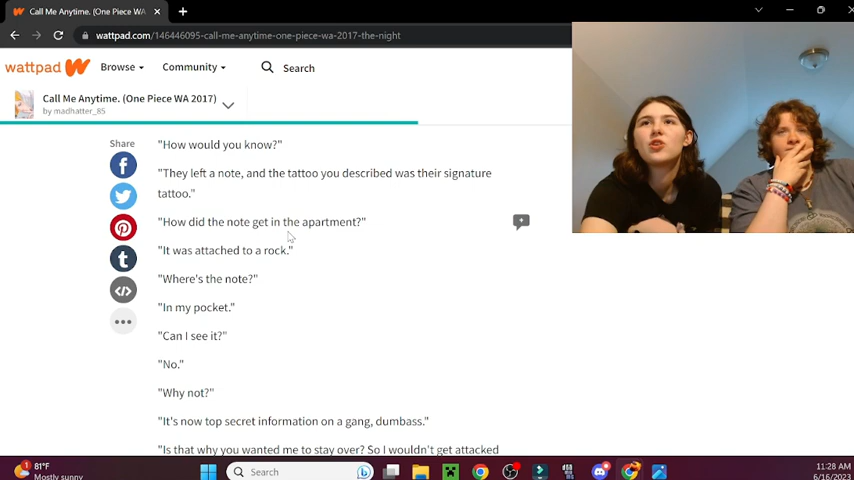 Call Me Anytime. (One Piece WA
wattpad.com/146446095-call-me-anytime-one-piece-wa-2017-the-night
wattpad
Browse
Community
Search
Call Me Anytime. (One Piece WA 2017)
by madhatter_85
Share
"How would you know?"
"They left a note, and the tattoo you described was their signature
tattoo."
"How did the note get in the apartment?"
"It was attached to a rock."
"Where's the note?"
"In my pocket."
"Can I see it?"
"No."
"Why not?"
"It's now top secret information on a gang, dumbass."
"Is that why you wanted me to stay over? So I wouldn't get attacked
1
81°F
Mostly sunny
Search
11:28 AM
6/16/2023